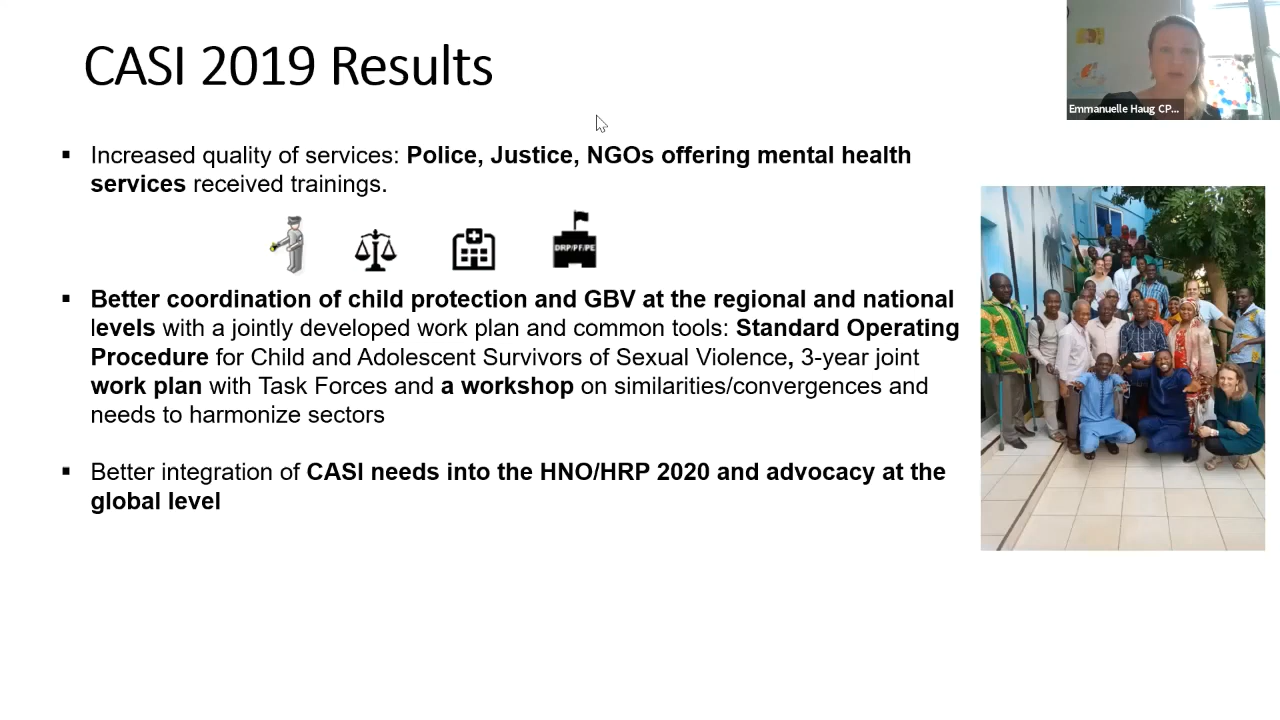 CASI 2019 Results
Emmanuelle Haug CP...
▪ Increased quality of services: Police, Justice, NGOs offering mental health
services received trainings.
DRP/PF/PE
▪ Better coordination of child protection and GBV at the regional and national
levels with a jointly developed work plan and common tools: Standard Operating
Procedure for Child and Adolescent Survivors of Sexual Violence, 3-year joint
work plan with Task Forces and a workshop on similarities/convergences and
needs to harmonize sectors
▪ Better integration of CASI needs into the HNO/HRP 2020 and advocacy at the
global level